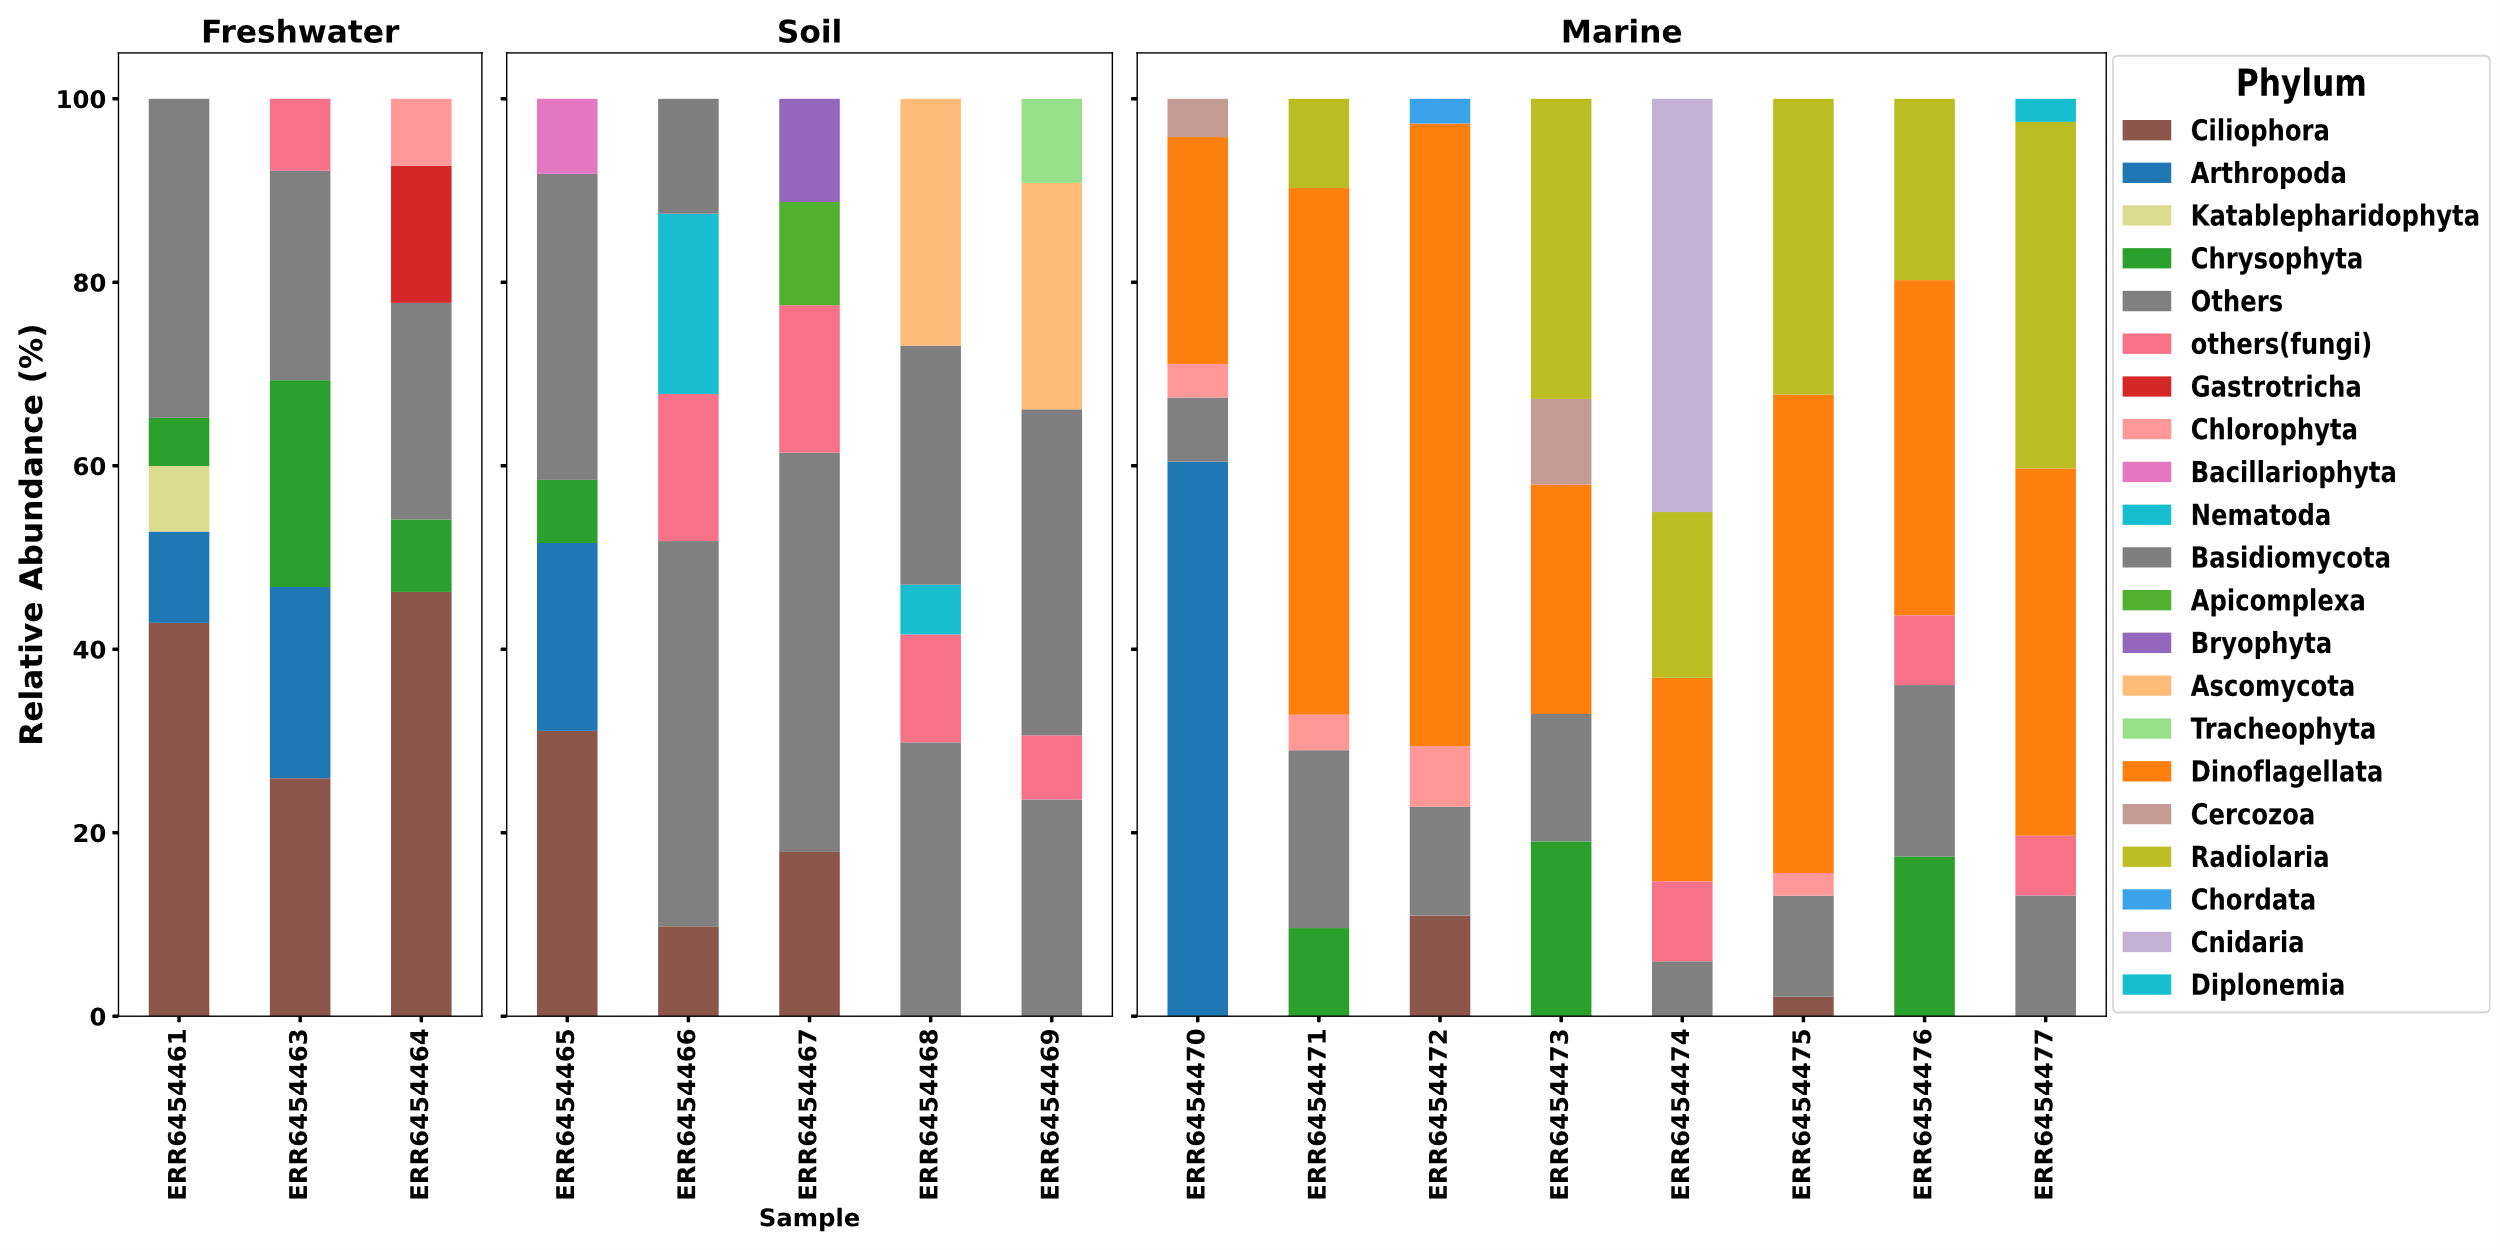 Freshwater
Soil
Marine
Relative Abundance (%)
100
80
60
40
20
0
ERR6454461
ERR6454463
ERR6454464
ERR6454465
ERR6454466
ERR6454467
ERR6454468
ERR6454469
ERR6454470
ERR6454471
ERR6454472
ERR6454473
ERR6454474
ERR6454475
ERR6454476
ERR6454477
Sample
Phylum
Ciliophora
Arthropoda
Katablepharidophyta
Chrysophyta
Others
others(fungi)
Gastrotricha
Chlorophyta
Bacillariophyta
Nematoda
Basidiomycota
Apicomplexa
Bryophyta
Ascomycota
Tracheophyta
Dinoflagellata
Cercozoa
Radiolaria
Chordata
Cnidaria
Diplonemia